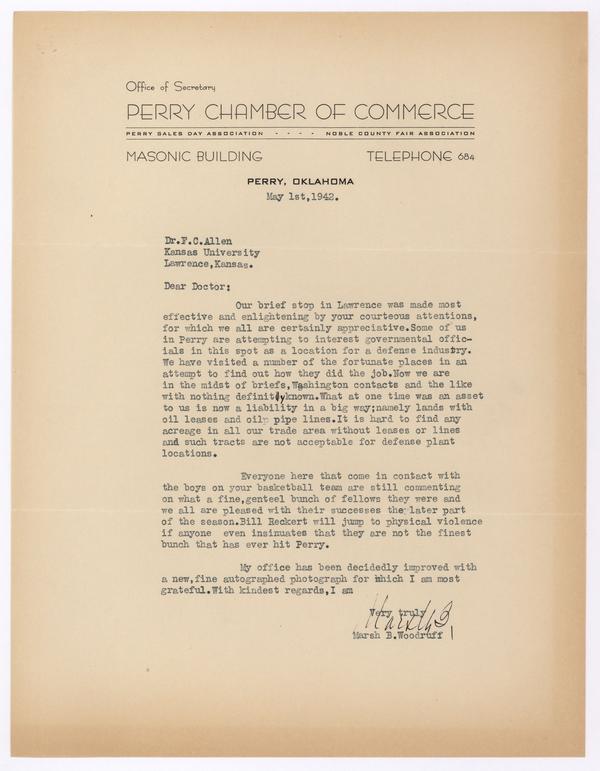 Office of Secretary
PERRY CHAMBER OF COMMERCE
PERRY SALES DAY ASSOCIATION - - - - NOBLE COUNTY FAIR ASSOCIATION
MASONIC BUILDING TELEPHONE 684
PERRY, OKLAHOMA
May 1st,1942.
Dr.F.C.Allen
Kansas University
Lawrence,Kansas.
Dear Doctor;
Our brief stop in Lawrence was made most
effective and enlightening by your courteous attentions,
for which we all are certainly appreciative.Some of us
in Perry are attempting to interest governmental offic-
ials in this spot as a location for a defense industry.
We have visited a number of the fortunate places in an
attempt to find out how they did the job.Now we are
in the midst of briefs,Washington contacts and the like
with nothing definitly known.What at one time was an asset
to us is now a liability in a big way;namely lands with
oil leases and oil pipe lines.It is hard to find any
acreage in all our trade area without leases or lines
and such tracts are not acceptable for defense plant
locations.
Everyone here that come in contact with
the boys on your basketball team are still commenting
on what a fine,genteel bunch of fellows they were and
we all are pleased with their successes the later part
of the season.Bill Reckert will jump to physical violence
if anyone even insinuates that they are not the finest
bunch that has ever hit Perry.
My office has been decidedly improved with
a new,fine autographed photograph for which I am most
grateful.With kindest regards,I am
Very truly
Marsh B.
Marsh B.Woodruff